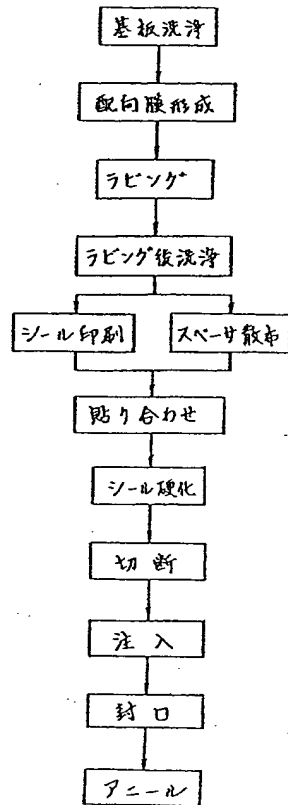 基板洗浄
配向膜形成
ラビング
ラビング後洗浄
シール印刷
スペーサ散布
貼り合わせ
シール硬化
切断
注入
封口
アニール